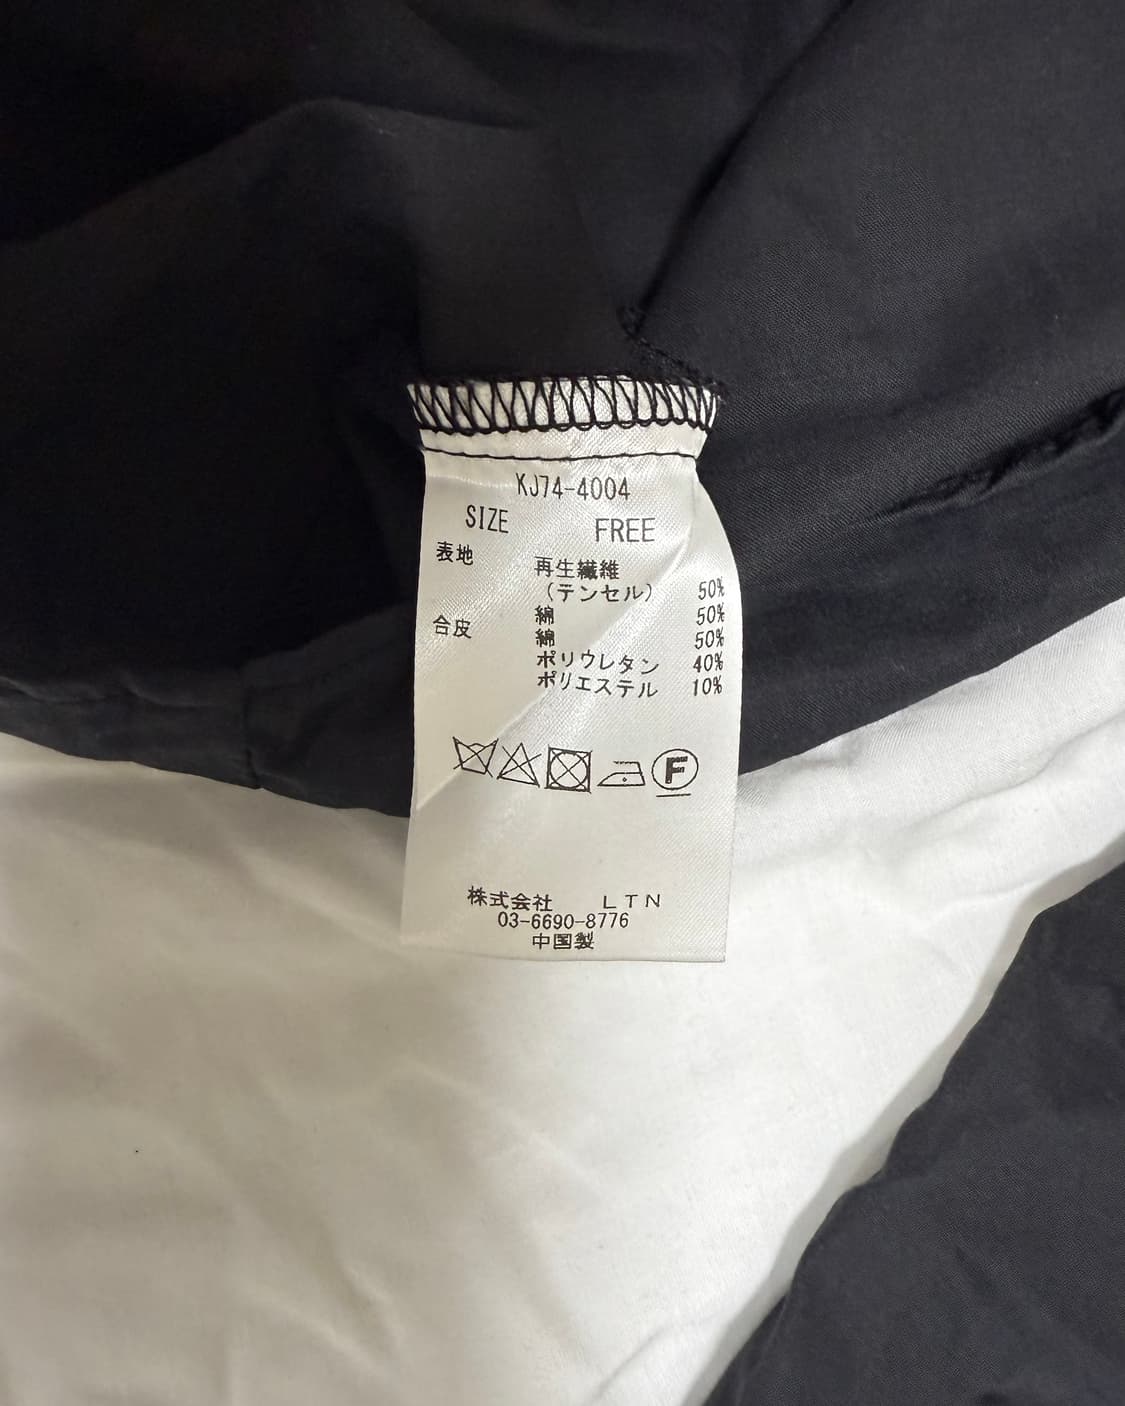 KJ74-4004
SIZE FREE
表地 再生繊維
(テンセル) 50%
綿 50%
合皮 綿 50%
ポリウレタン 40%
ポリエステル 10%
F
株式会社 LTN
03-6690-8776
中国製